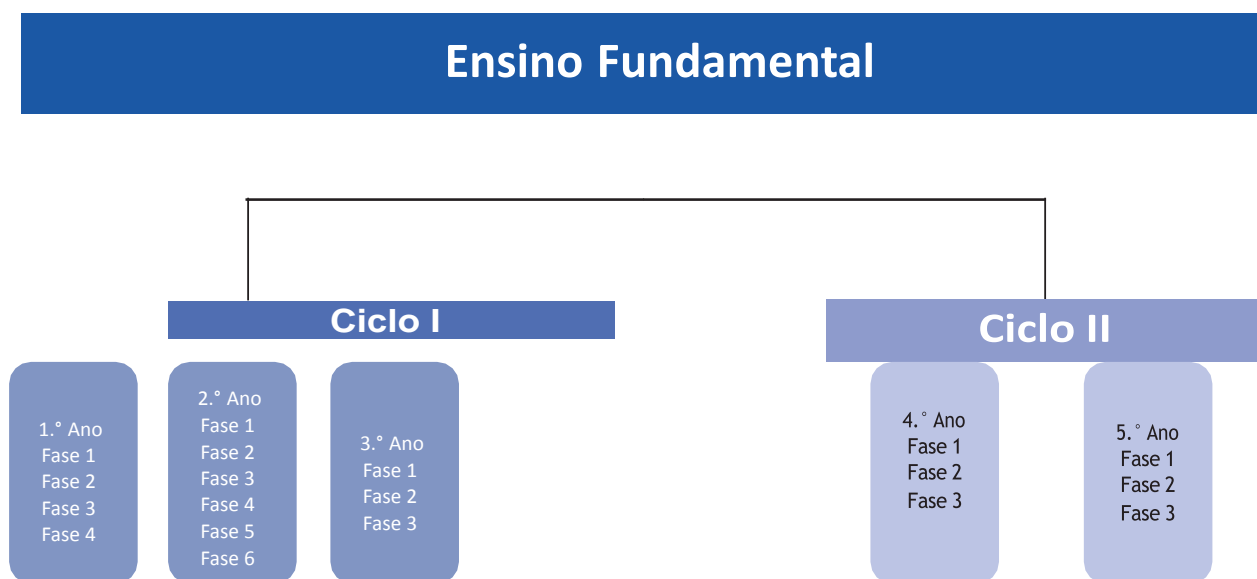 Ensino Fundamental
Ciclo I
1.° Ano
Fase 1
Fase 2
Fase 3
Fase 4
2.° Ano
Fase 1
Fase 2
Fase 3
Fase 4
Fase 5
Fase 6
3.° Ano
Fase 1
Fase 2
Fase 3
Ciclo II
4.° Ano
Fase 1
Fase 2
Fase 3
5.° Ano
Fase 1
Fase 2
Fase 3